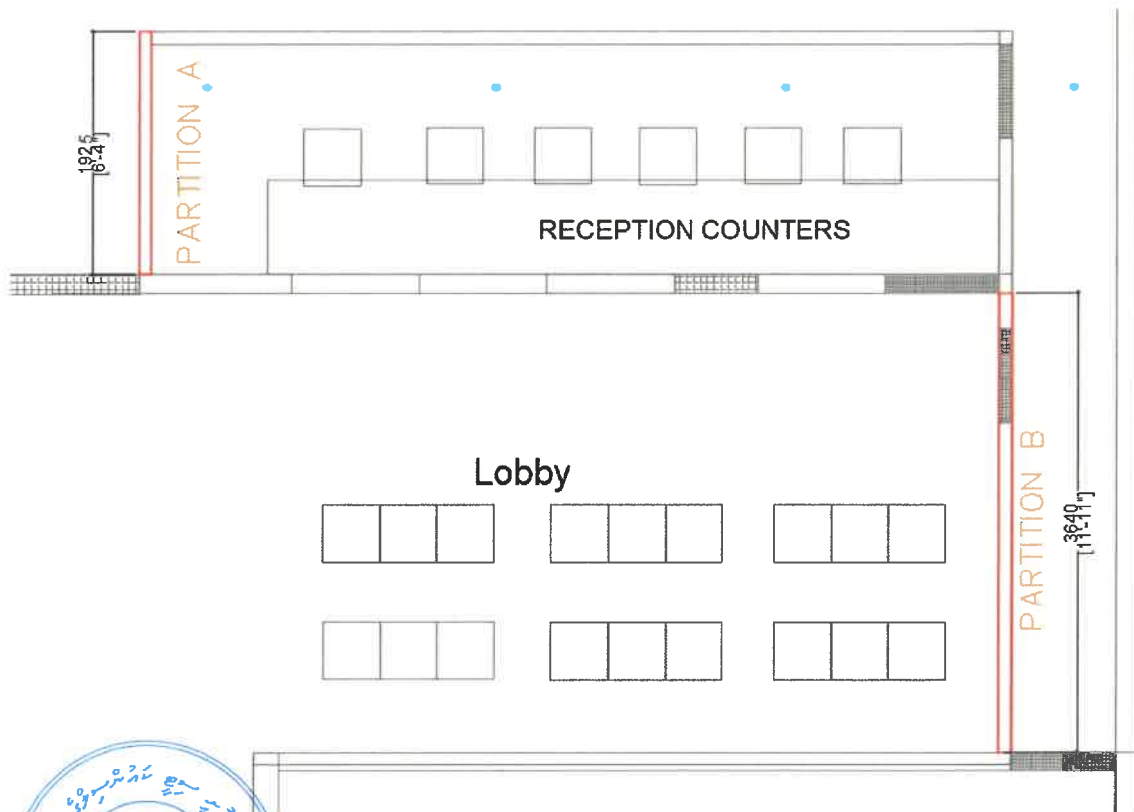 PARTITION A
1925
[6'-4"]
RECEPTION COUNTERS
Lobby
PARTITION B
3640
[11'-11"]